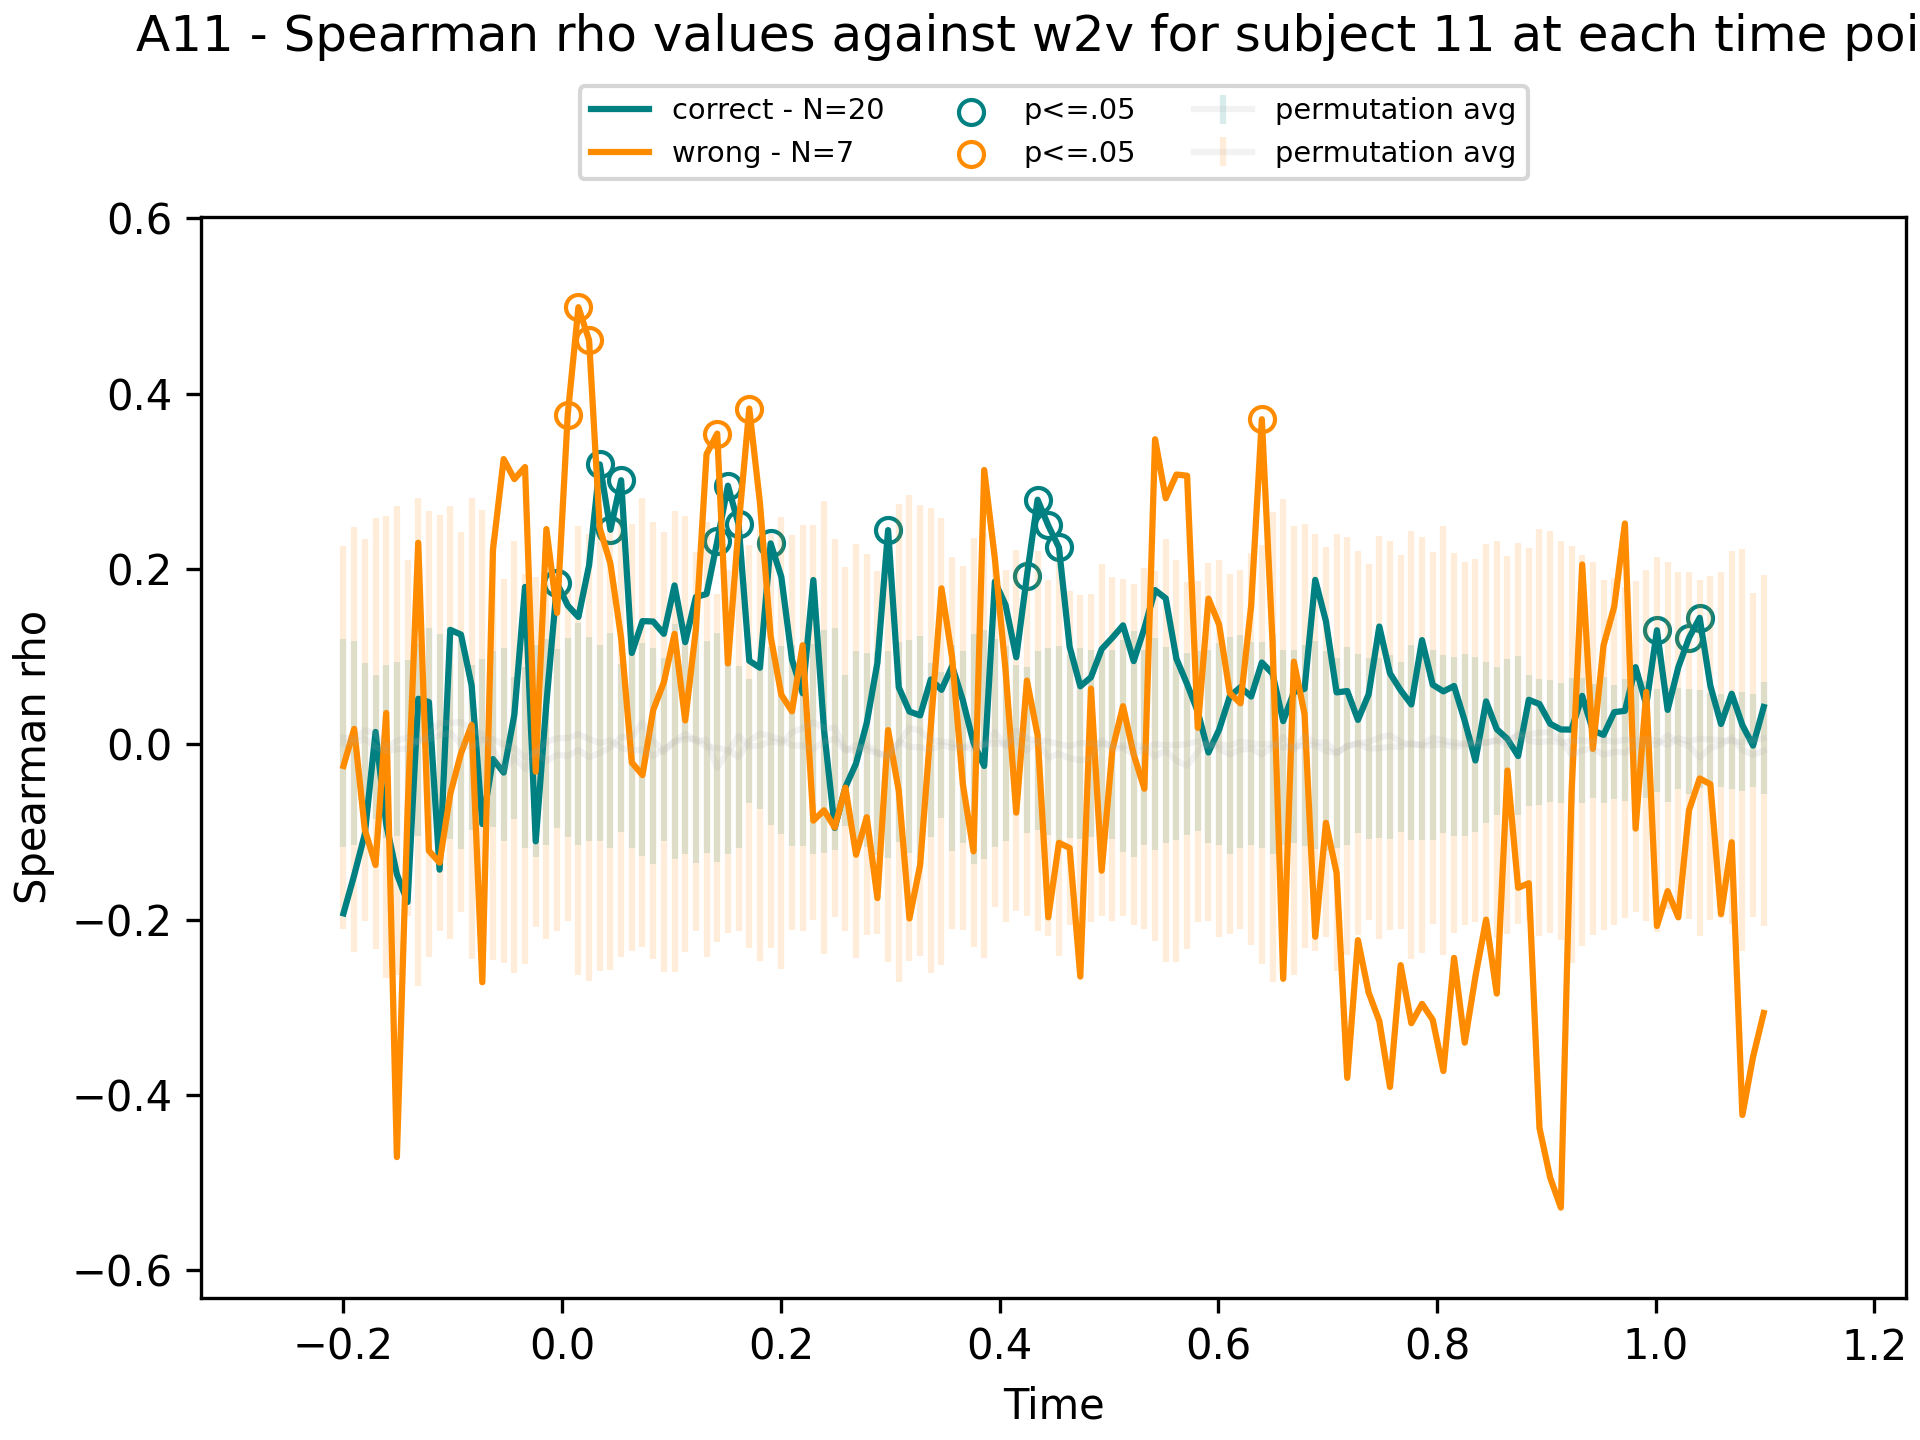 A11 - Spearman rho values against w2v for subject 11 at each time poi
correct - N=20 p<=.05 permutation avg
wrong - N=7 p<=.05 permutation avg
0.6
0.4
0.2
0.0
−0.2
−0.4
−0.6
Spearman rho
−0.2 0.0 0.2 0.4 0.6 0.8 1.0 1.2
Time